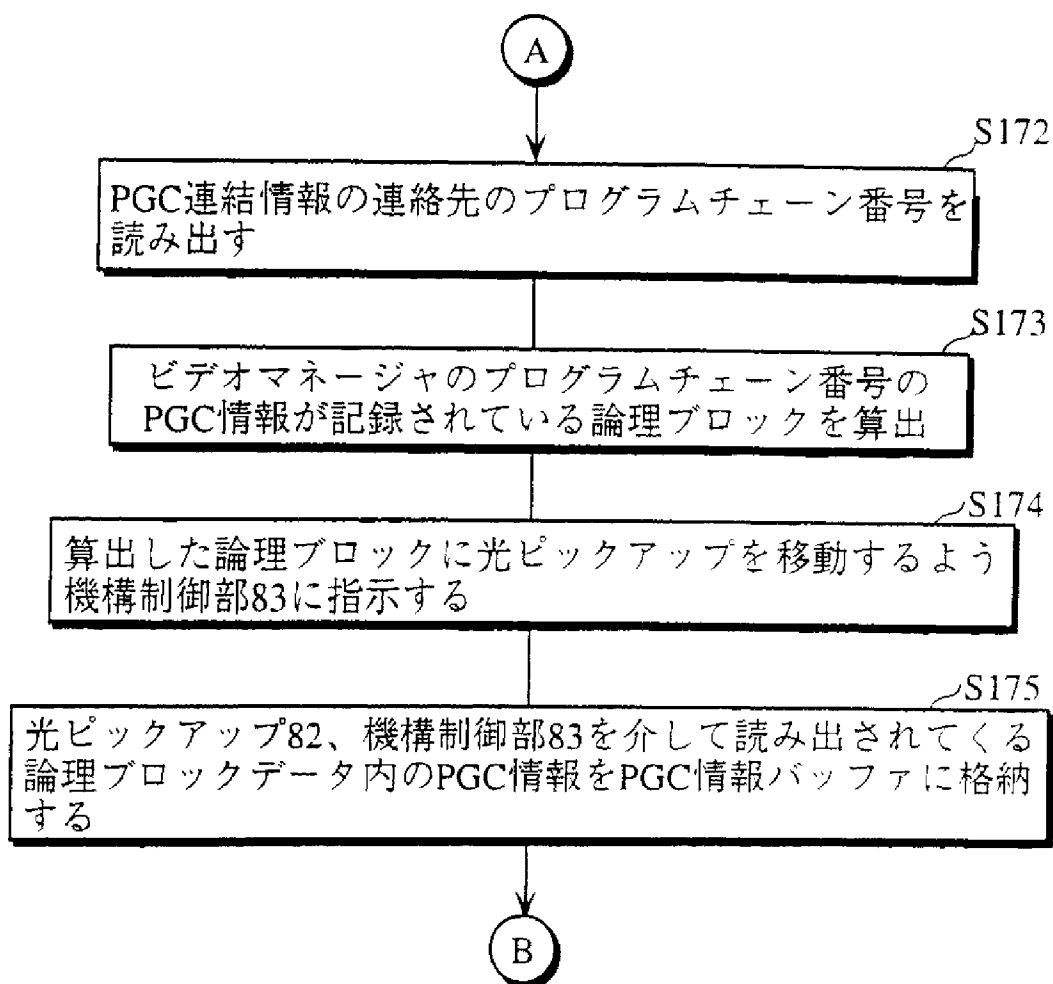 A
S172
PGC連結情報の連絡先のプログラムチェーン番号を
読み出す
S173
ビデオマネージャのプログラムチェーン番号の
PGC情報が記録されている論理ブロックを算出
S174
算出した論理ブロックに光ピックアップを移動するよう
機構制御部83に指示する
S175
光ピックアップ82、機構制御部83を介して読み出されてくる
論理ブロックデータ内のPGC情報をPGC情報バッファに格納
する
B